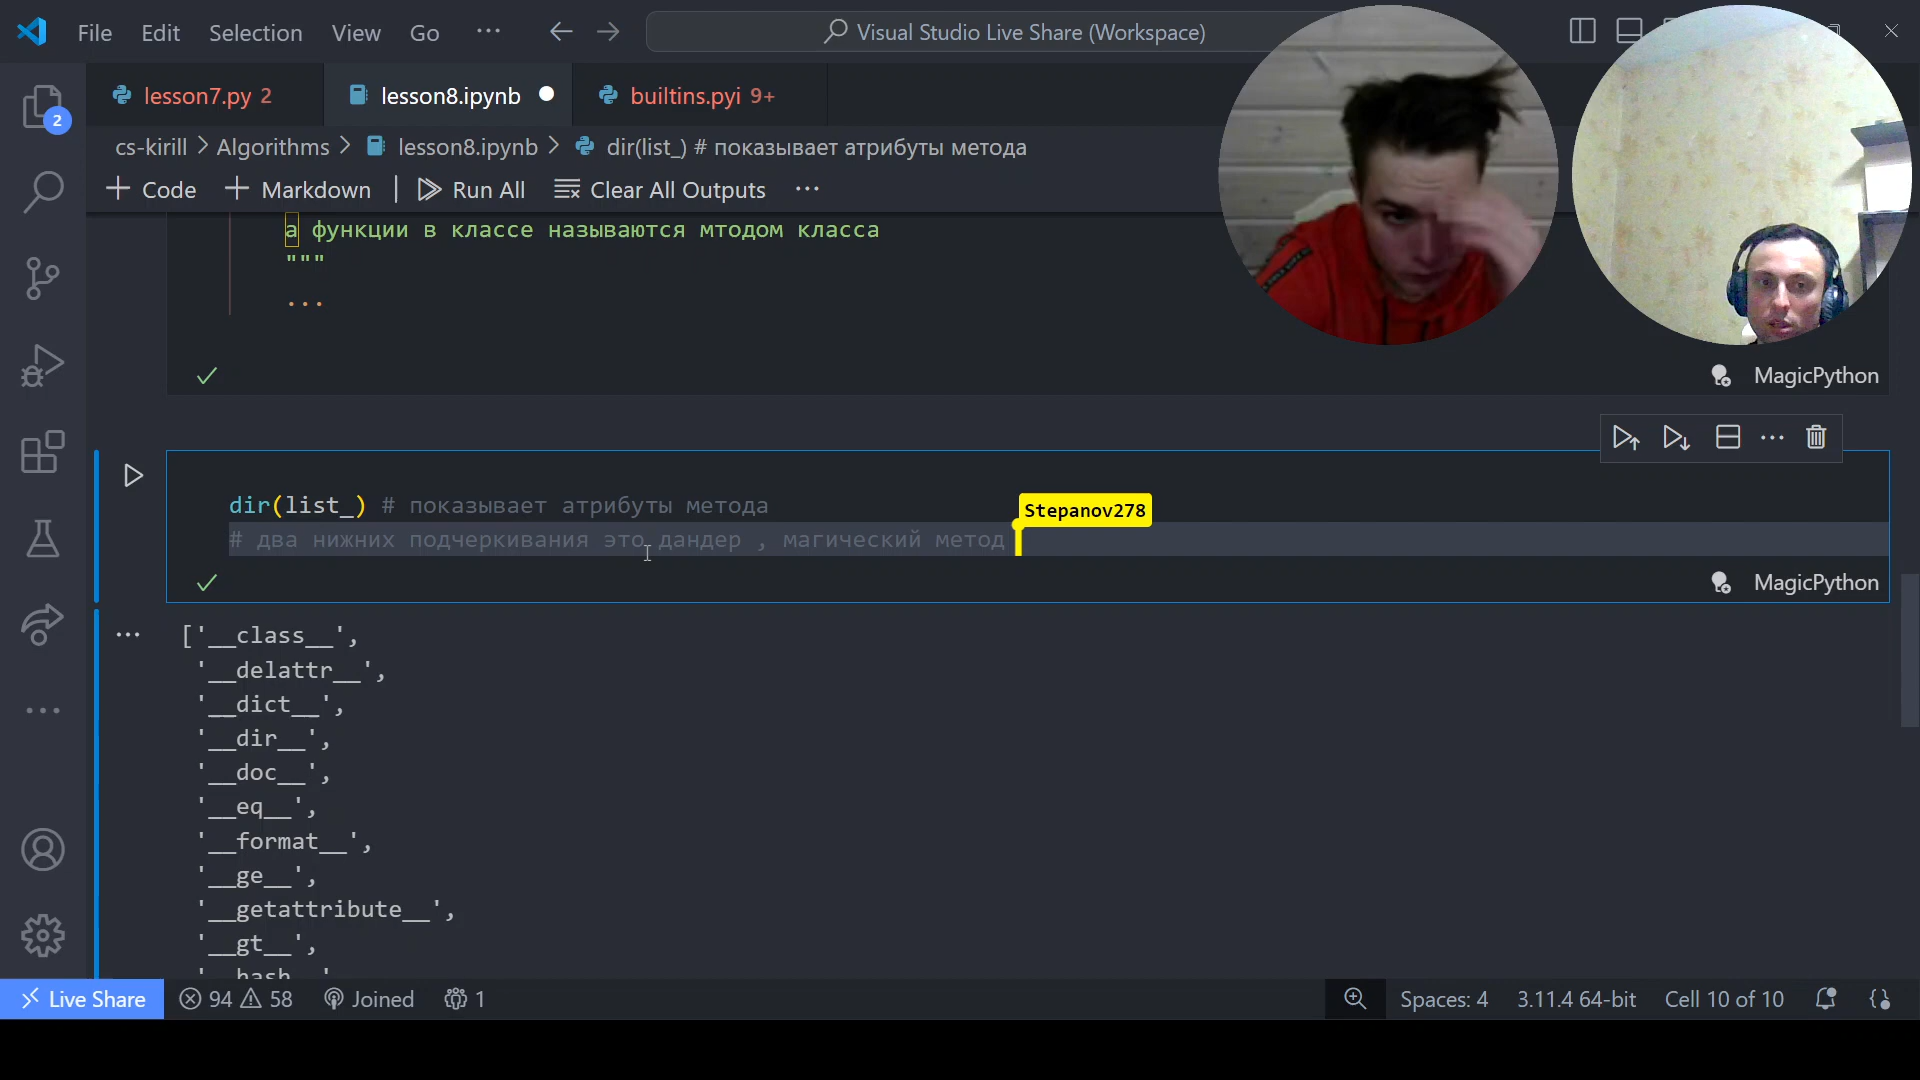 File Edit Selection View Go ··· Visual Studio Live Share (Workspace)
2
lesson7.py 2 lesson8.ipynb builtins.pyi 9+
cs-kirill > Algorithms > lesson8.ipynb > dir(list_) # показывает атрибуты метода
+ Code + Markdown | Run All Clear All Outputs ···
а функции в классе называются мтодом класса
"""
...
MagicPython
dir(list_) # показывает атрибуты метода
Stepanov278
# два нижних подчеркивания это дандер , магический метод
MagicPython
['__class__',
'__delattr__',
'__dict__',
'__dir__',
'__doc__',
'__eq__',
'__format__',
'__ge__',
'__getattribute__',
'__gt__',
'__hash__'
Live Share 94 58 Joined 1 Spaces: 4 3.11.4 64-bit Cell 10 of 10